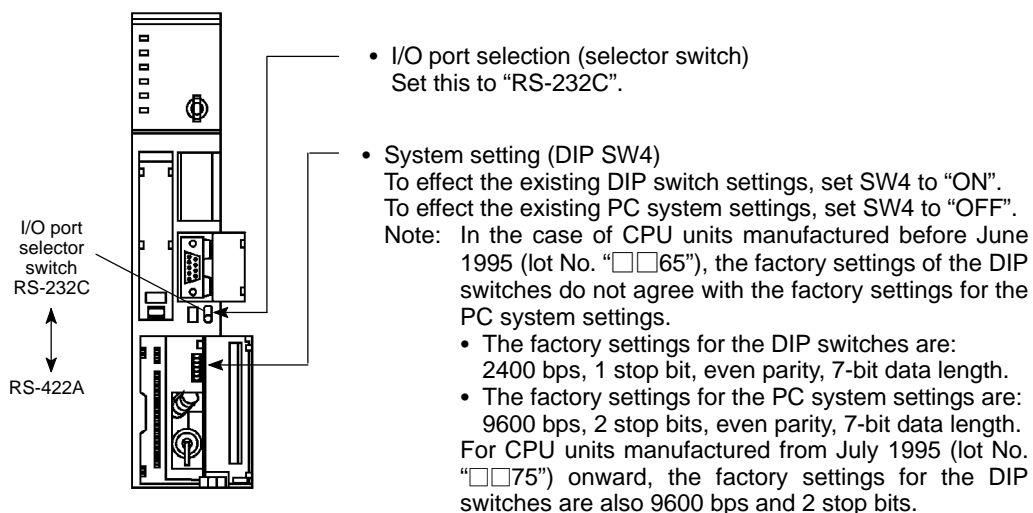 • I/O port selection (selector switch)
Set this to “RS-232C”.
• System setting (DIP SW4)
To effect the existing DIP switch settings, set SW4 to “ON”.
To effect the existing PC system settings, set SW4 to “OFF”.
Note: In the case of CPU units manufactured before June
1995 (lot No. “□□65”), the factory settings of the DIP
switches do not agree with the factory settings for the
PC system settings.
• The factory settings for the DIP switches are:
2400 bps, 1 stop bit, even parity, 7-bit data length.
• The factory settings for the PC system settings are:
9600 bps, 2 stop bits, even parity, 7-bit data length.
For CPU units manufactured from July 1995 (lot No.
“□□75”) onward, the factory settings for the DIP
switches are also 9600 bps and 2 stop bits.
I/O port
selector
switch
RS-232C
RS-422A